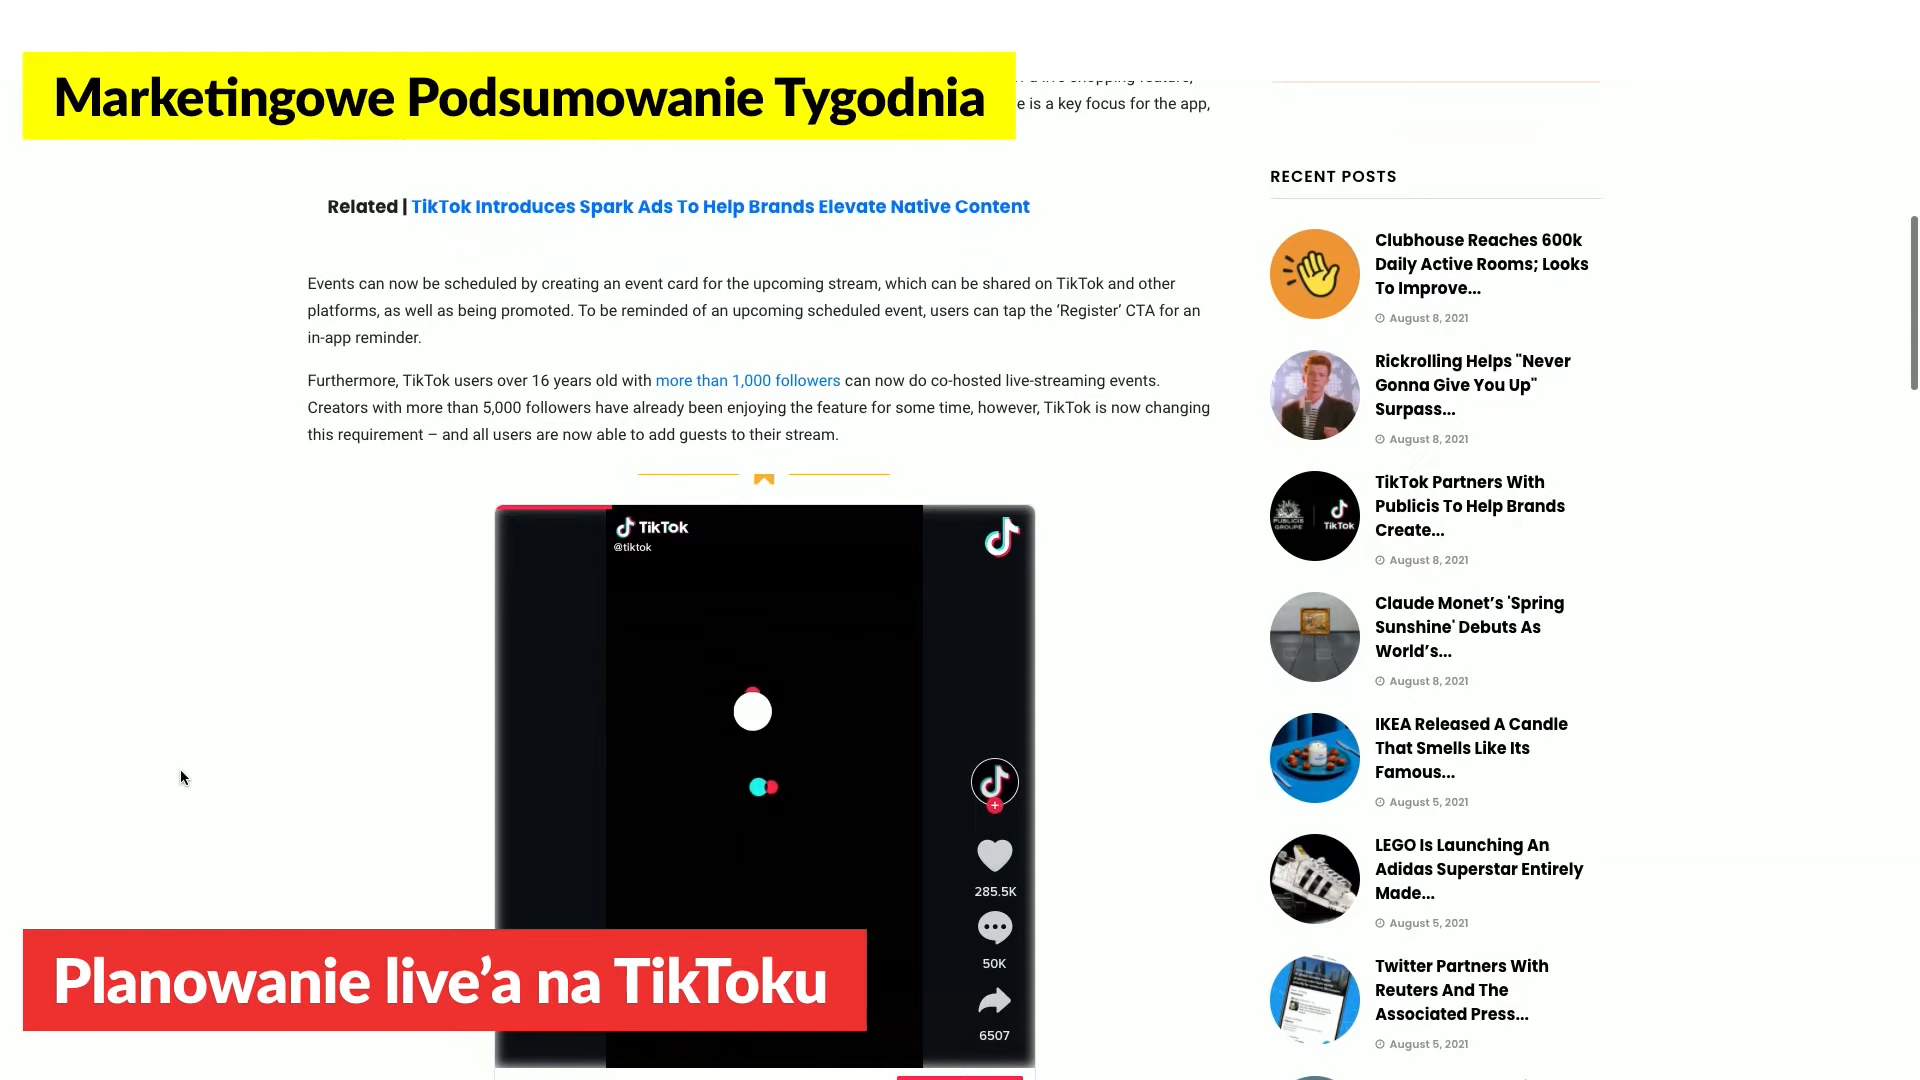 Marketingowe Podsumowanie Tygodnia
e is a key focus for the app,
Related | TikTok Introduces Spark Ads To Help Brands Elevate Native Content
Events can now be scheduled by creating an event card for the upcoming stream, which can be shared on TikTok and other
platforms, as well as being promoted. To be reminded of an upcoming scheduled event, users can tap the ‘Register’ CTA for an
in-app reminder.
Furthermore, TikTok users over 16 years old with more than 1,000 followers can now do co-hosted live-streaming events.
Creators with more than 5,000 followers have already been enjoying the feature for some time, however, TikTok is now changing
this requirement – and all users are now able to add guests to their stream.
TikTok
@tiktok
285.5K
50K
6507
Planowanie live’a na TikToku
RECENT POSTS
Clubhouse Reaches 600k
Daily Active Rooms; Looks
To Improve...
August 8, 2021
Rickrolling Helps "Never
Gonna Give You Up"
Surpass...
August 8, 2021
PUBLICIS
GROUPE
TikTok
TikTok Partners With
Publicis To Help Brands
Create...
August 8, 2021
Claude Monet’s 'Spring
Sunshine' Debuts As
World’s...
August 8, 2021
IKEA Released A Candle
That Smells Like Its
Famous...
August 5, 2021
LEGO Is Launching An
Adidas Superstar Entirely
Made...
August 5, 2021
Twitter Partners With
Reuters And The
Associated Press...
August 5, 2021